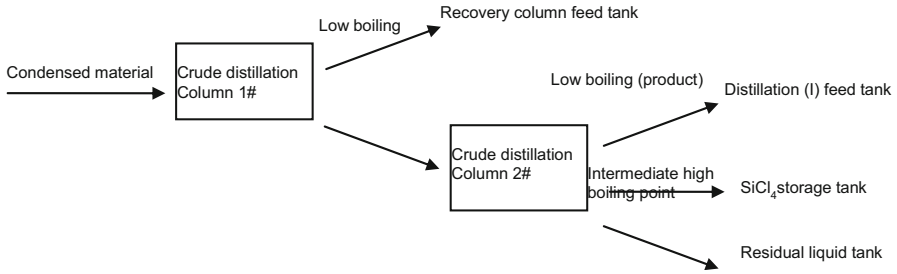 Low boiling
Recovery column feed tank
Condensed material
Crude distillation
Column 1#
Low boiling (product)
Distillation (I) feed tank
Crude distillation
Column 2#
Intermediate high
boiling point
SiCl₄storage tank
Residual liquid tank